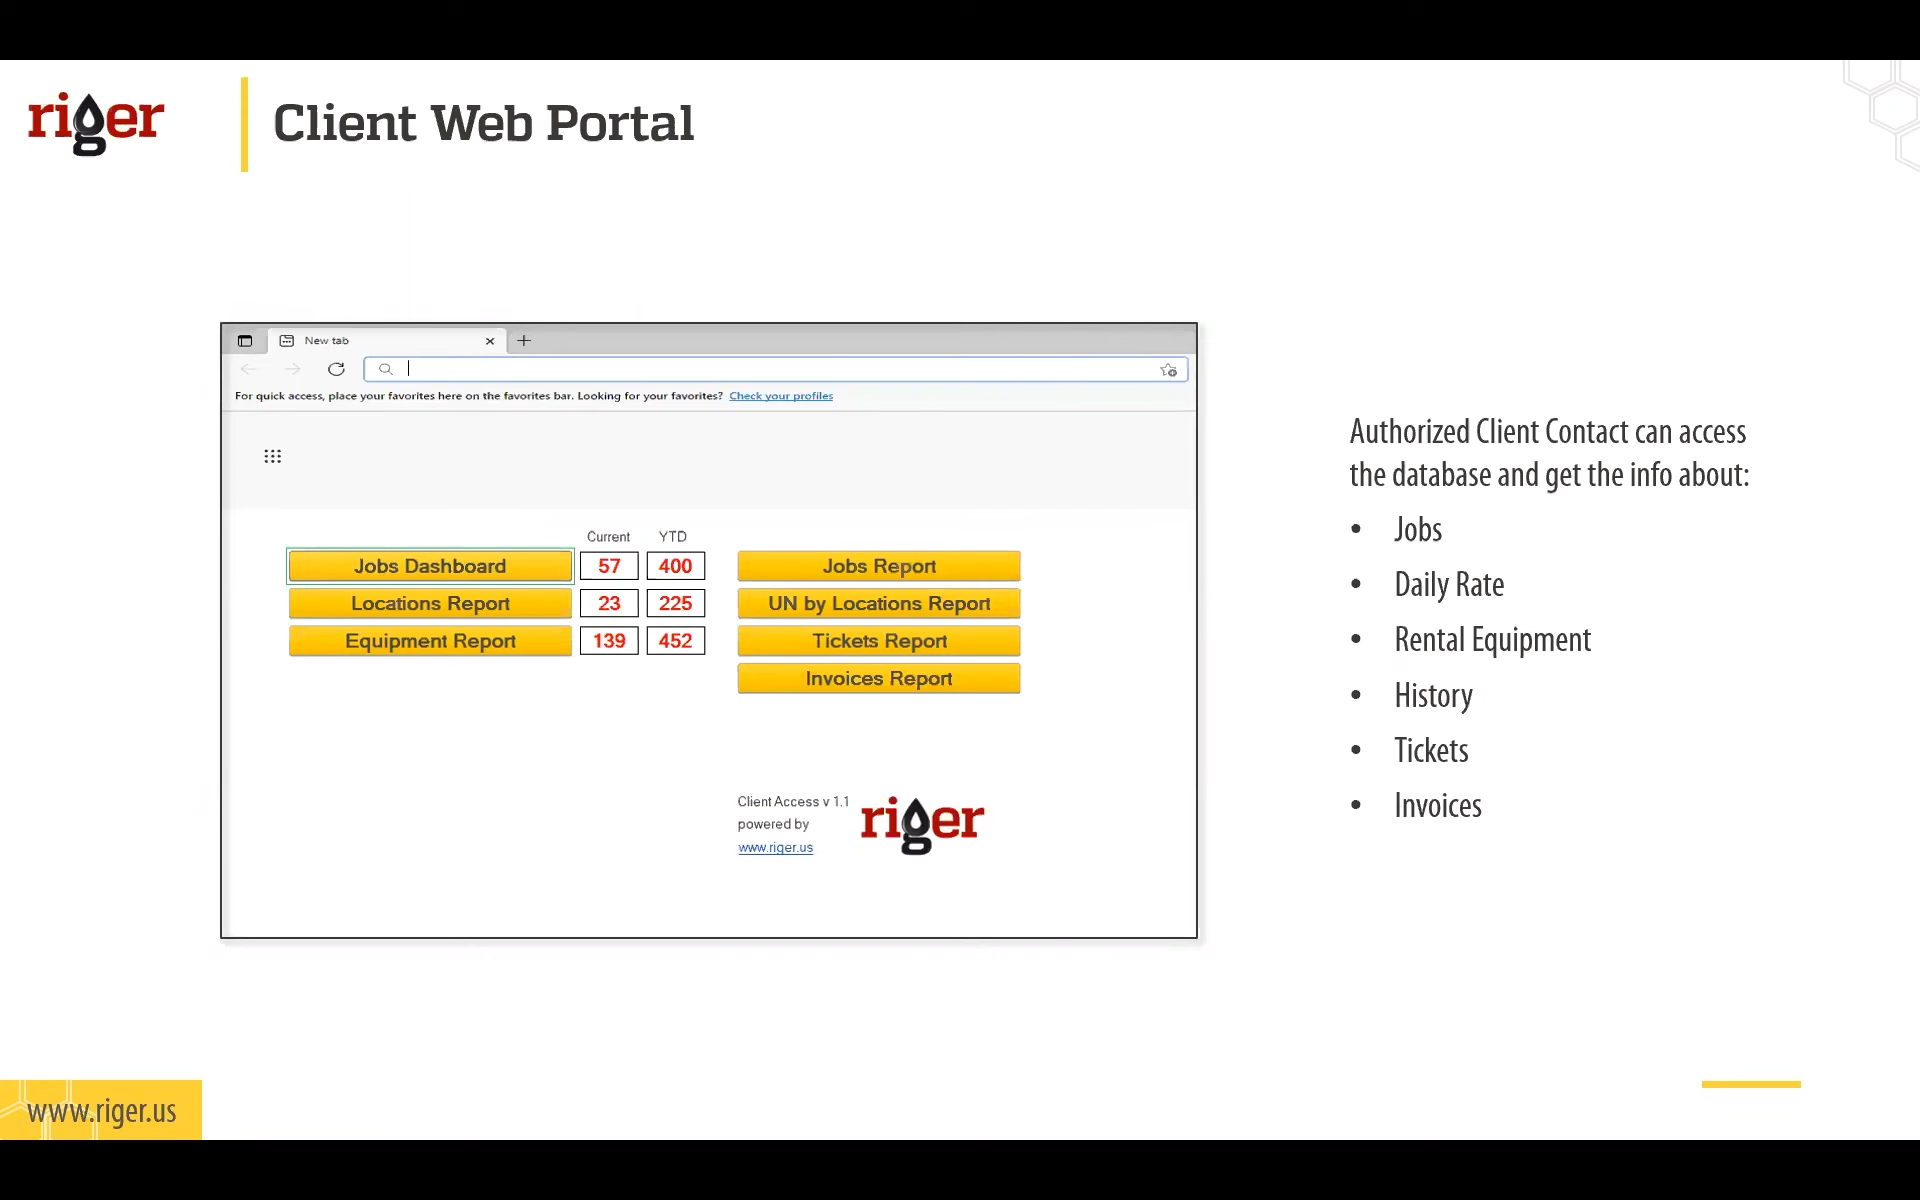 riger
Client Web Portal
New tab
For quick access, place your favorites here on the favorites bar. Looking for your favorites? Check your profiles
Current YTD
Jobs Dashboard 57 400
Locations Report 23 225
Equipment Report 139 452
Jobs Report
UN by Locations Report
Tickets Report
Invoices Report
Client Access v 1.1
powered by
www.riger.us
riger
Authorized Client Contact can access
the database and get the info about:
• Jobs
• Daily Rate
• Rental Equipment
• History
• Tickets
• Invoices
www.riger.us